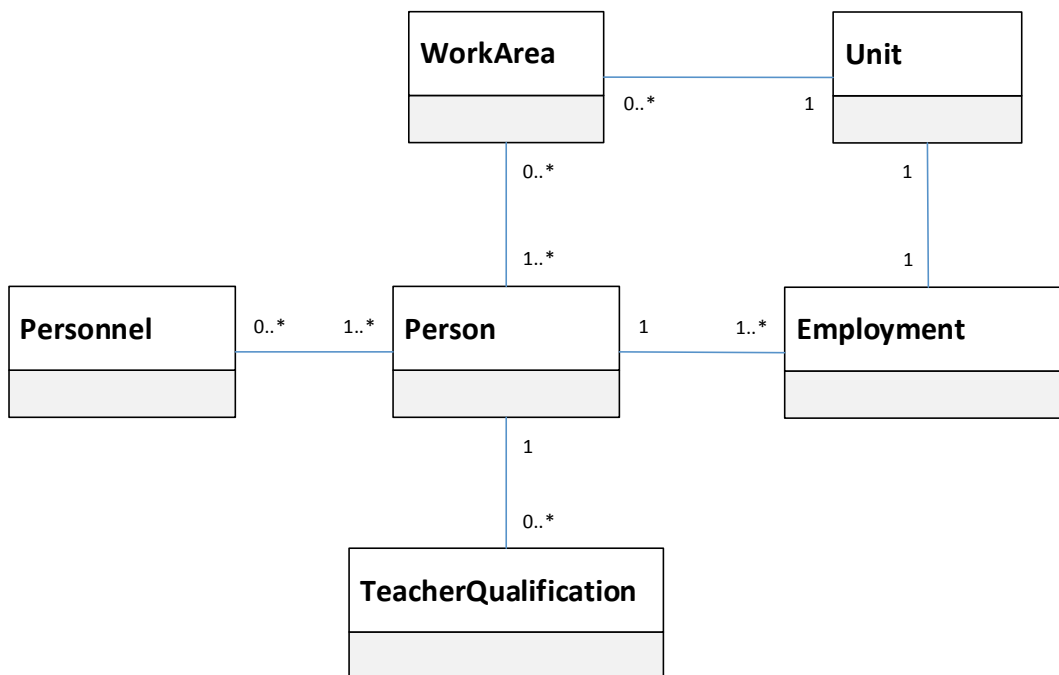 WorkArea
Unit
0..*
1
0..*
1
1..*
1
Personnel
0..*
1..*
Person
1
1..*
Employment
1
0..*
TeacherQualification